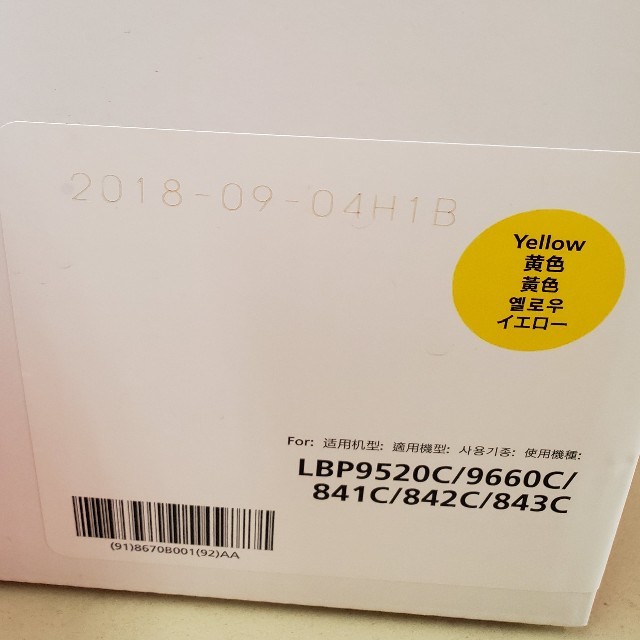 2018-09-04H1B
Yellow
黄色
黃色
옐로우
イエロー
For: 适用机型: 適用機型: 사용기종: 使用機種:
LBP9520C/9660C/
841C/842C/843C
(91)8670B001(92)AA